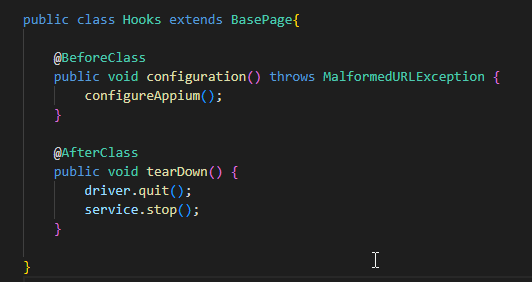 public class Hooks extends BasePage{
@BeforeClass
public void configuration() throws MalformedURLException {
configureAppium();
}
@AfterClass
public void tearDown() {
driver.quit();
service.stop();
}
}